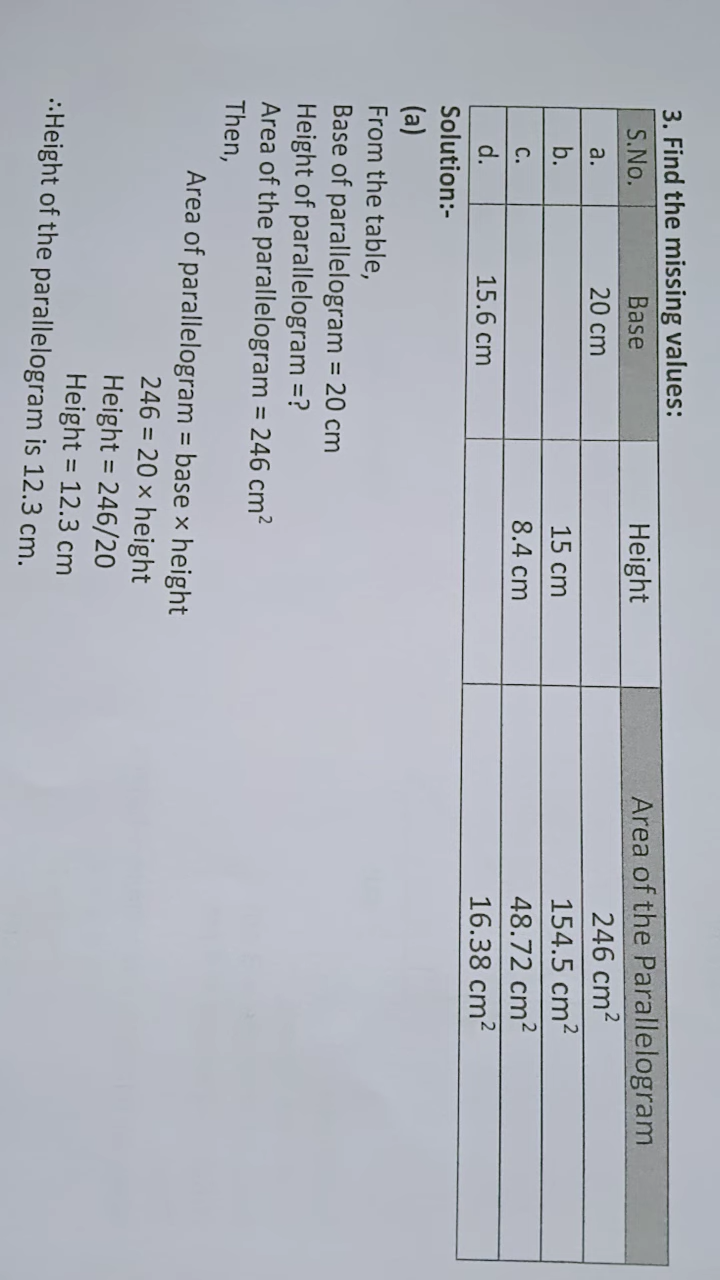 3. Find the missing values:
S.No. Base Height Area of the Parallelogram
a. 20 cm 246 cm²
b. 15 cm 154.5 cm²
c. 8.4 cm 48.72 cm²
d. 15.6 cm 16.38 cm²
Solution:-
(a)
From the table,
Base of parallelogram = 20 cm
Height of parallelogram =?
Area of the parallelogram = 246 cm²
Then,
Area of parallelogram = base × height
246 = 20 × height
Height = 246/20
Height = 12.3 cm
∴Height of the parallelogram is 12.3 cm.